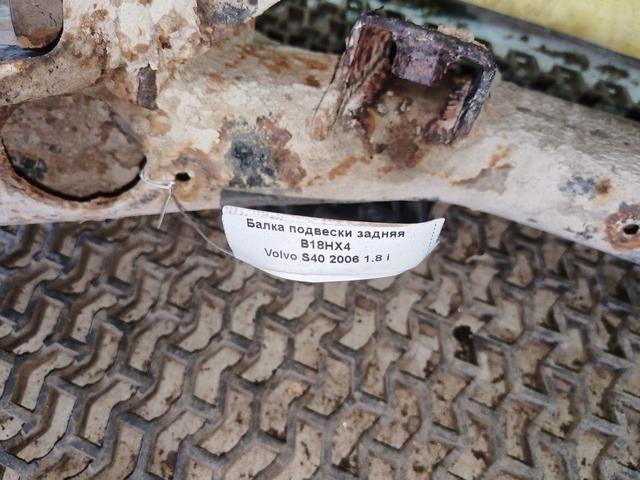 Балка подвески задняя
B18HX4
Volvo S40 2006 1.8 i